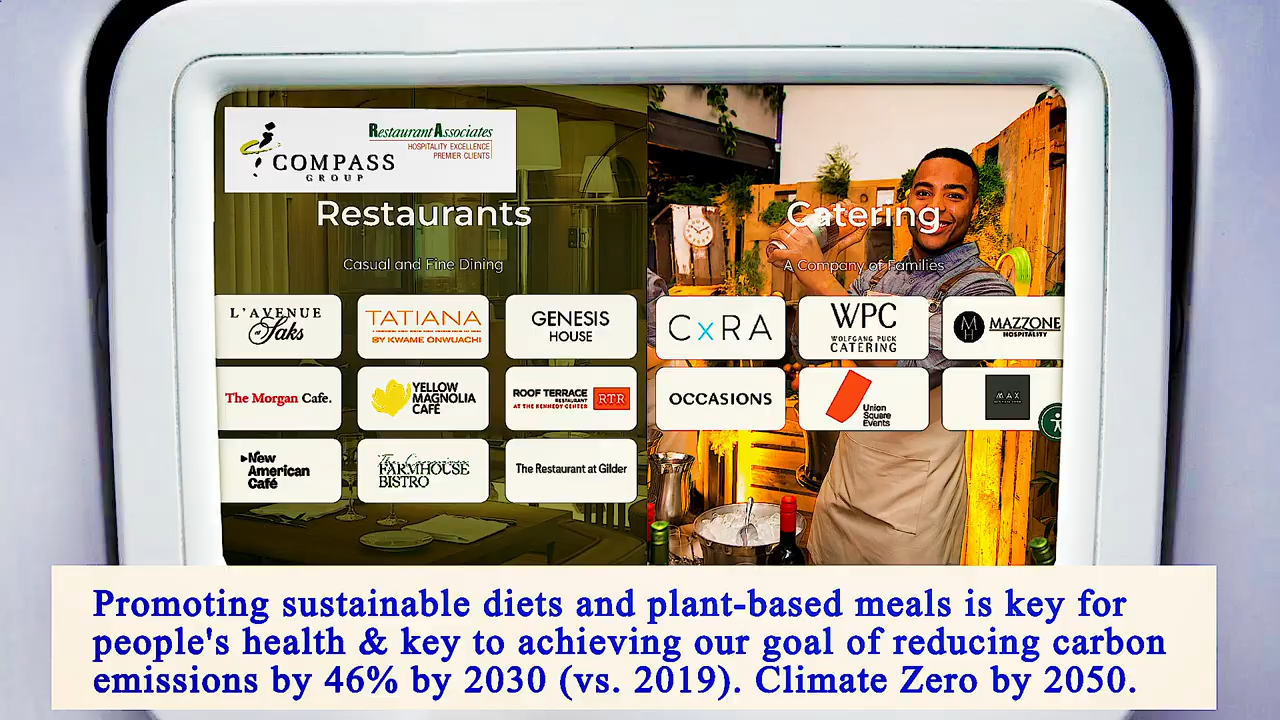 COMPASS
GROUP
RestaurantAssociates
HOSPITALITY EXCELLENCE
PREMIER CLIENTS
Restaurants
Casual and Fine Dining
L'AVENUE
at Saks
TATIANA
BY KWAME ONWUACHI
GENESIS
HOUSE
The Morgan Cafe.
YELLOW
MAGNOLIA
CAFÉ
ROOF TERRACE
RESTAURANT
AT THE KENNEDY CENTER
RTR
New
American
Café
FARMHOUSE
BISTRO
The Restaurant at Gilder
Catering
A Company of Families
CxRA
WPC
WOLFGANG PUCK
CATERING
MH
MAZZONE
HOSPITALITY
OCCASIONS
Union
Square
Events
MAX
Promoting sustainable diets and plant-based meals is key for
people's health & key to achieving our goal of reducing carbon
emissions by 46% by 2030 (vs. 2019). Climate Zero by 2050.